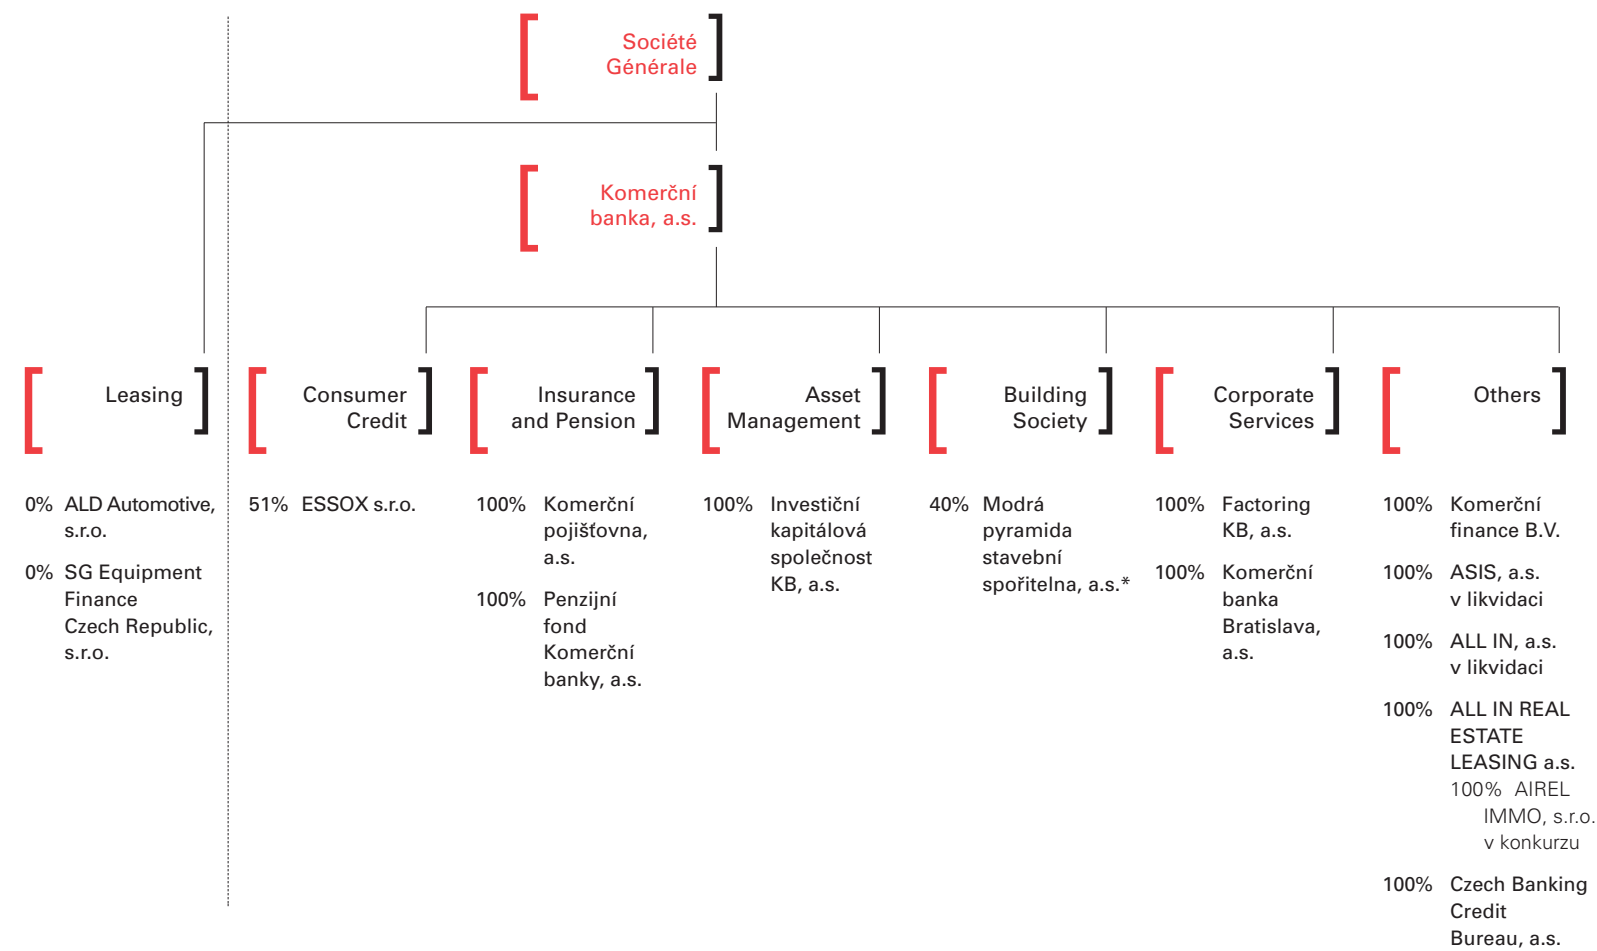 Société
Générale
Komerční
banka, a.s.
Leasing
0% ALD Automotive,
s.r.o.
0% SG Equipment
Finance
Czech Republic,
s.r.o.
Consumer
Credit
51% ESSOX s.r.o.
Insurance
and Pension
100% Komerční
pojišťovna,
a.s.
100% Penzijní
fond
Komerční
banky, a.s.
Asset
Management
100% Investiční
kapitálová
společnost
KB, a.s.
Building
Society
40% Modrá
pyramida
stavební
spořitelna, a.s.*
Corporate
Services
100% Factoring
KB, a.s.
100% Komerční
banka
Bratislava,
a.s.
Others
100% Komerční
finance B.V.
100% ASIS, a.s.
v likvidaci
100% ALL IN, a.s.
v likvidaci
100% ALL IN REAL
ESTATE
LEASING a.s.
100% AIREL
IMMO, s.r.o.
v konkurzu
100% Czech Banking
Credit
Bureau, a.s.